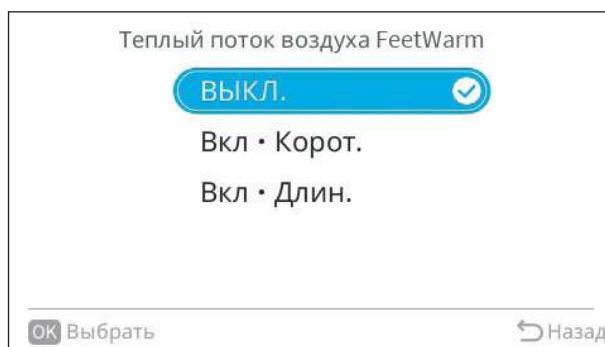 Теплый поток воздуха FeetWarm
ВЫКЛ.
Вкл • Корот.
Вкл • Длин.
OK Выбрать
Назад